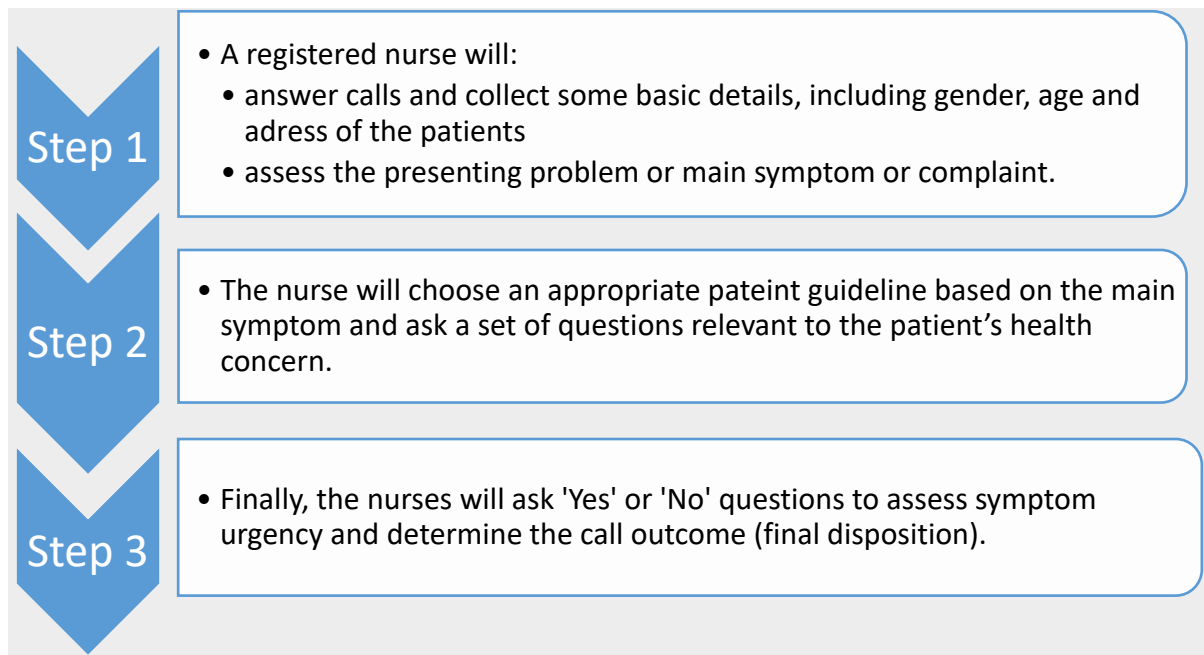 Step 1
• A registered nurse will:
• answer calls and collect some basic details, including gender, age and
adress of the patients
• assess the presenting problem or main symptom or complaint.
Step 2
• The nurse will choose an appropriate pateint guideline based on the main
symptom and ask a set of questions relevant to the patient’s health
concern.
Step 3
• Finally, the nurses will ask 'Yes' or 'No' questions to assess symptom
urgency and determine the call outcome (final disposition).